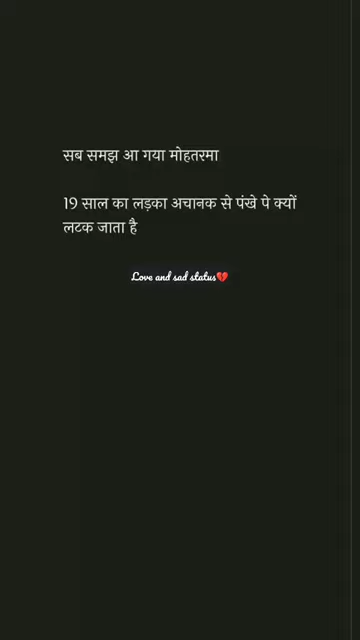 सब समझ आ गया मोहतरमा
19 साल का लड़का अचानक से पंखे पे क्यों
लटक जाता है
Love and sad status💔